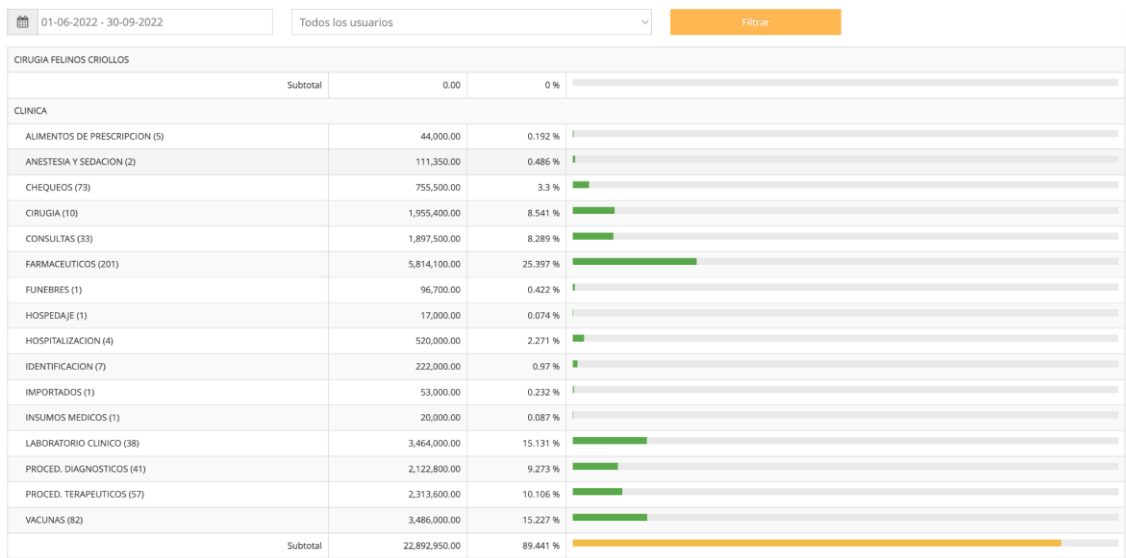 01-06-2022 - 30-09-2022 Todos los usuarios Filtrar
CIRUGIA FELINOS CRIOLLOS
Subtotal 0.00 0 %
CLINICA
ALIMENTOS DE PRESCRIPCION (5) 44,000.00 0.192 %
ANESTESIA Y SEDACION (2) 111,350.00 0.486 %
CHEQUEOS (73) 755,500.00 3.3 %
CIRUGIA (10) 1,955,400.00 8.541 %
CONSULTAS (33) 1,897,500.00 8.289 %
FARMACEUTICOS (201) 5,814,100.00 25.397 %
FUNEBRES (1) 96,700.00 0.422 %
HOSPEDAJE (1) 17,000.00 0.074 %
HOSPITALIZACION (4) 520,000.00 2.271 %
IDENTIFICACION (7) 222,000.00 0.97 %
IMPORTADOS (1) 53,000.00 0.232 %
INSUMOS MEDICOS (1) 20,000.00 0.087 %
LABORATORIO CLINICO (38) 3,464,000.00 15.131 %
PROCED. DIAGNOSTICOS (41) 2,122,800.00 9.273 %
PROCED. TERAPEUTICOS (57) 2,313,600.00 10.106 %
VACUNAS (82) 3,486,000.00 15.227 %
Subtotal 22,892,950.00 89.441 %